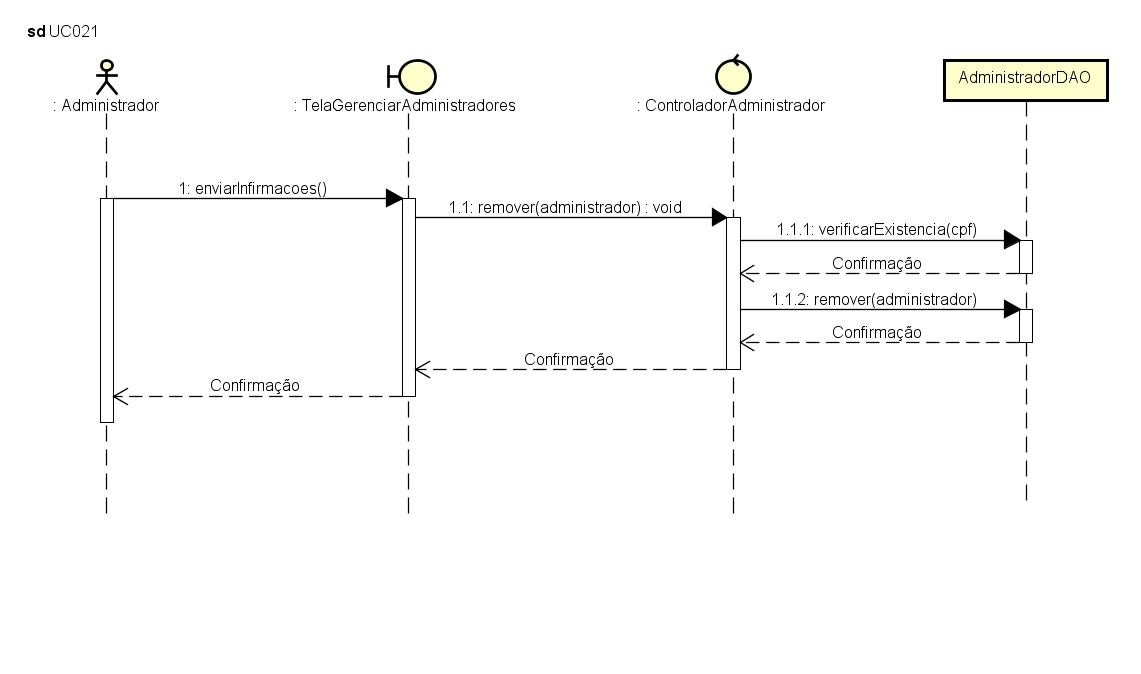 sd UC021
: Administrador
: TelaGerenciarAdministradores
: ControladorAdministrador
AdministradorDAO
1: enviarInfirmacoes()
1.1: remover(administrador) : void
1.1.1: verificarExistencia(cpf)
Confirmação
1.1.2: remover(administrador)
Confirmação
Confirmação
Confirmação